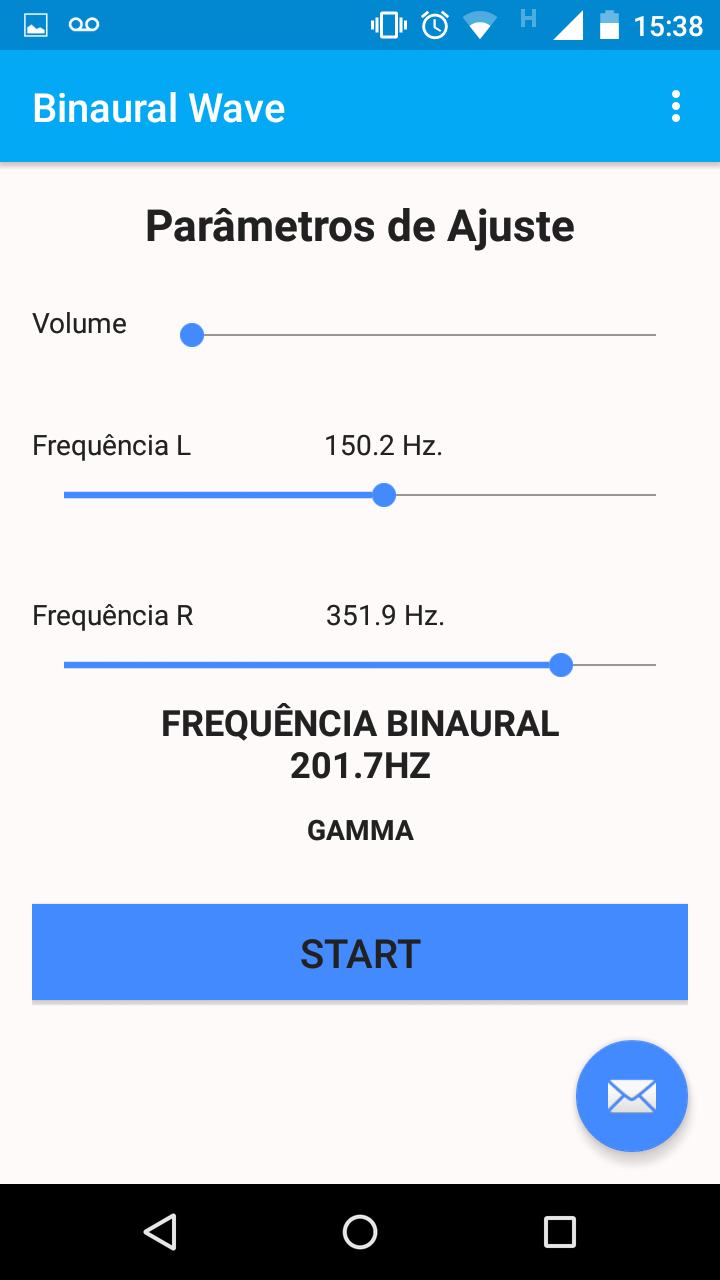 H
15:38
Binaural Wave
Parâmetros de Ajuste
Volume
Frequência L 150.2 Hz.
Frequência R 351.9 Hz.
FREQUÊNCIA BINAURAL
201.7HZ
GAMMA
START